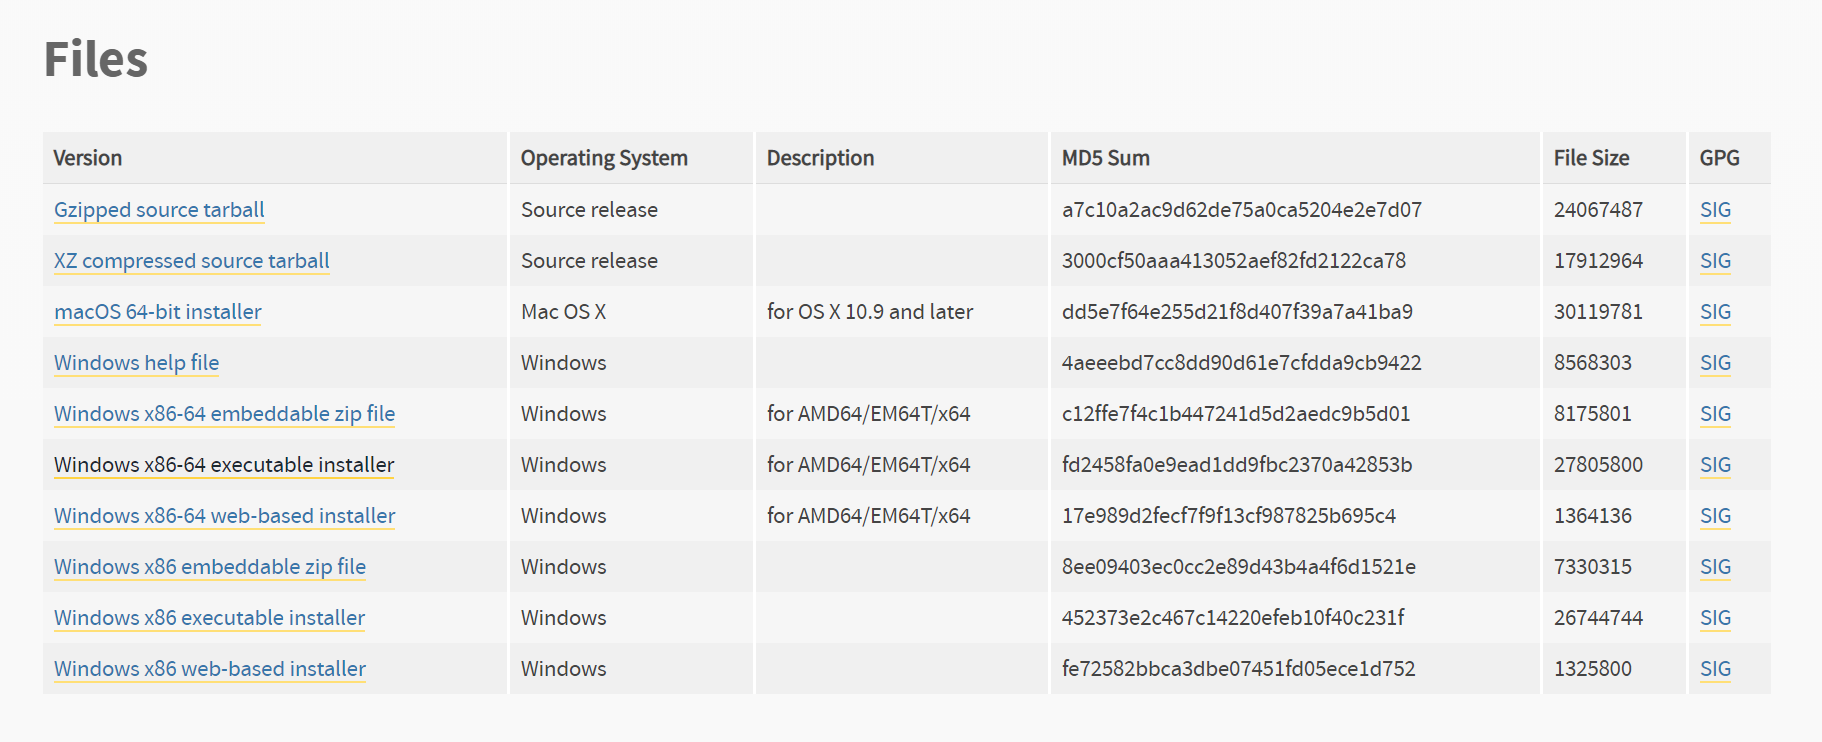 Files
Version Operating System Description MD5 Sum File Size GPG
Gzipped source tarball Source release a7c10a2ac9d62de75a0ca5204e2e7d07 24067487 SIG
XZ compressed source tarball Source release 3000cf50aaa413052aef82fd2122ca78 17912964 SIG
macOS 64-bit installer Mac OS X for OS X 10.9 and later dd5e7f64e255d21f8d407f39a7a41ba9 30119781 SIG
Windows help file Windows 4aeeebd7cc8dd90d61e7cfdda9cb9422 8568303 SIG
Windows x86-64 embeddable zip file Windows for AMD64/EM64T/x64 c12ffe7f4c1b447241d5d2aedc9b5d01 8175801 SIG
Windows x86-64 executable installer Windows for AMD64/EM64T/x64 fd2458fa0e9ead1dd9fbc2370a42853b 27805800 SIG
Windows x86-64 web-based installer Windows for AMD64/EM64T/x64 17e989d2fecf7f9f13cf987825b695c4 1364136 SIG
Windows x86 embeddable zip file Windows 8ee09403ec0cc2e89d43b4a4f6d1521e 7330315 SIG
Windows x86 executable installer Windows 452373e2c467c14220efeb10f40c231f 26744744 SIG
Windows x86 web-based installer Windows fe72582bbca3dbe07451fd05ece1d752 1325800 SIG